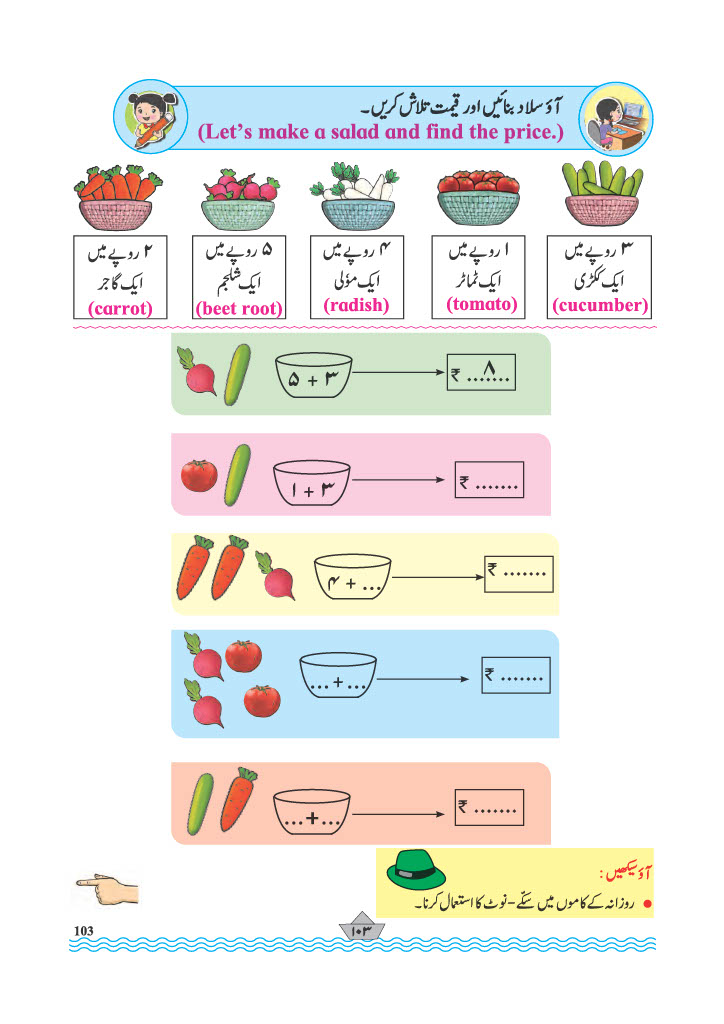 آؤ سلاد بنائیں اور قیمت تلاش کریں۔
(Let's make a salad and find the price.)
۳ روپے میں
ایک ککڑی
(cucumber)
۱ روپے میں
ایک ٹماٹر
(tomato)
۴ روپے میں
ایک موٗلی
(radish)
۵ روپے میں
ایک شلجم
(beet root)
۲ روپے میں
ایک گاجر
(carrot)
۵ + ۳
₹ ...۸....
۱ + ۳
₹ .......
۴ + ...
₹ .......
... + ...
₹ .......
...+...
₹ .......
آؤ سیکھیں :
● روزانہ کے کاموں میں سکّے - نوٹ کا استعمال کرنا۔
103
۱۰۳